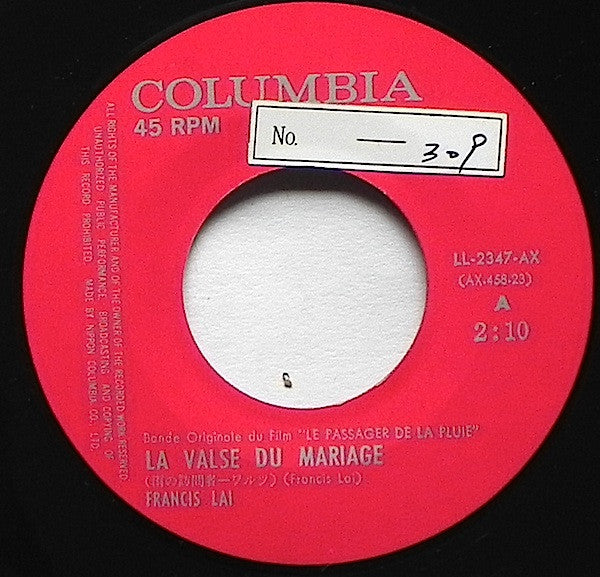 COLUMBIA
45 RPM
No. — 309
ALL RIGHTS OF THE MANUFACTURER AND OF THE OWNER OF THE RECORDED WORK RESERVED.
UNAUTHORIZED PUBLIC PERFORMANCE, BROADCASTING AND COPYING OF
THIS RECORD PROHIBITED. MADE BY NIPPON COLUMBIA CO., LTD.
LL-2347-AX
(AX-458-23)
A
2:10
Bande Originale du Film "LE PASSAGER DE LA PLUIE"
LA VALSE DU MARIAGE
(雨の訪問者-ワルツ) (Francis Lai)
FRANCIS LAI